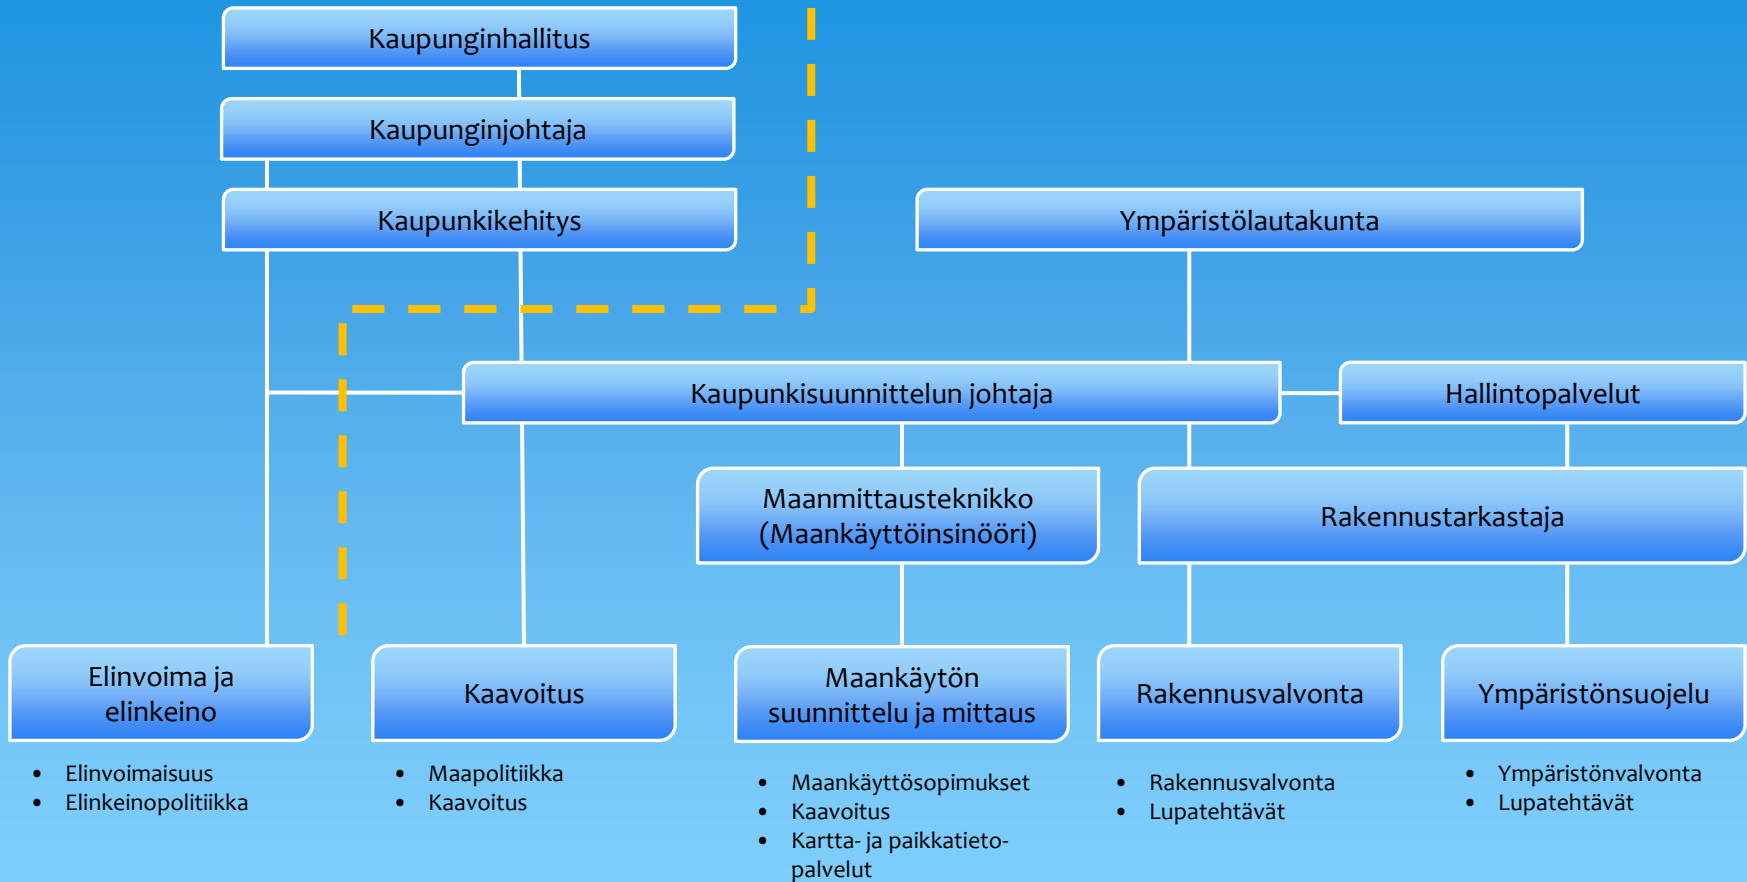 Kaupunginhallitus
Kaupunginjohtaja
Kaupunkikehitys
Ympäristölautakunta
Kaupunkisuunnittelun johtaja
Hallintopalvelut
Maanmittausteknikko
(Maankäyttöinsinööri)
Rakennustarkastaja
Elinvoima ja
elinkeino
Kaavoitus
Maankäytön
suunnittelu ja mittaus
Rakennusvalvonta
Ympäristönsuojelu
• Elinvoimaisuus
• Elinkeinopolitiikka
• Maapolitiikka
• Kaavoitus
• Maankäyttösopimukset
• Kaavoitus
• Kartta- ja paikkatieto-
palvelut
• Rakennusvalvonta
• Lupatehtävät
• Ympäristönvalvonta
• Lupatehtävät